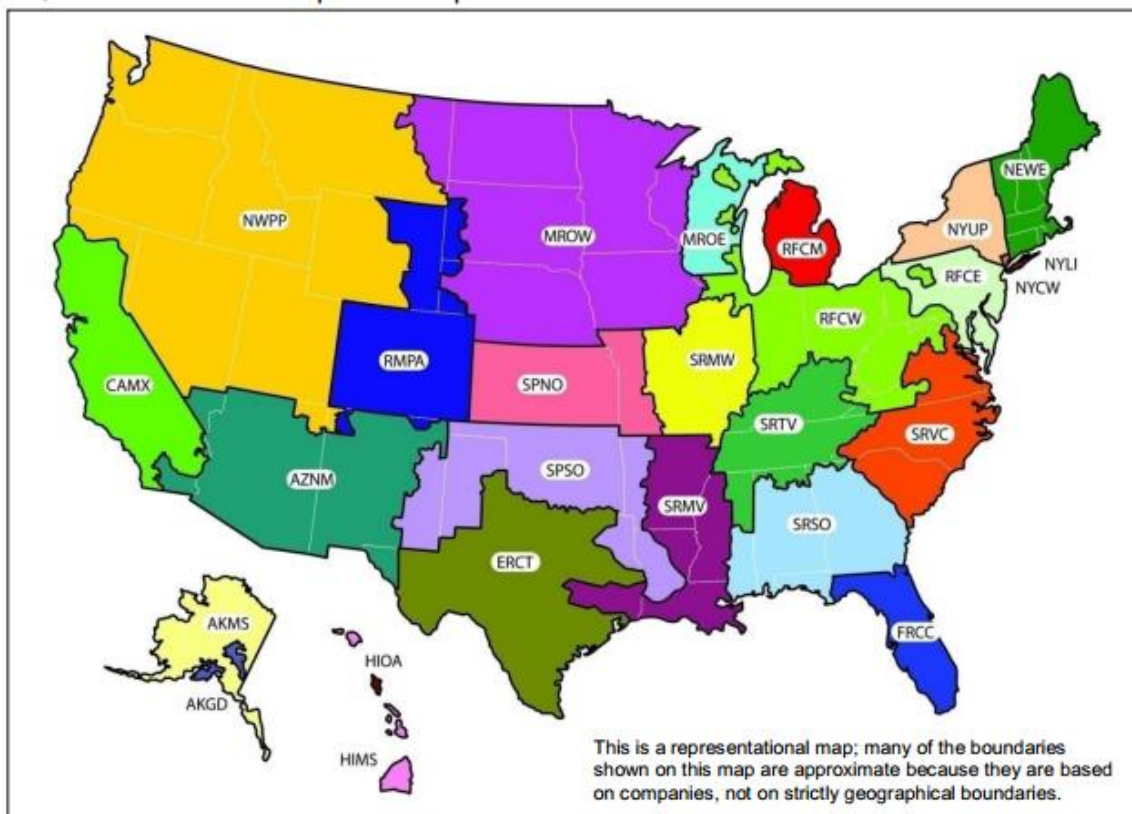 NWPP
MROW
MROE
RFCM
NEWE
NYUP
NYLI
NYCW
RFCE
RFCW
SRMW
RMPA
SPNO
CAMX
SRTV
SRVC
AZNM
SPSO
SRMV
SRSO
ERCT
FRCC
AKMS
AKGD
HIOA
HIMS
This is a representational map; many of the boundaries
shown on this map are approximate because they are based
on companies, not on strictly geographical boundaries.